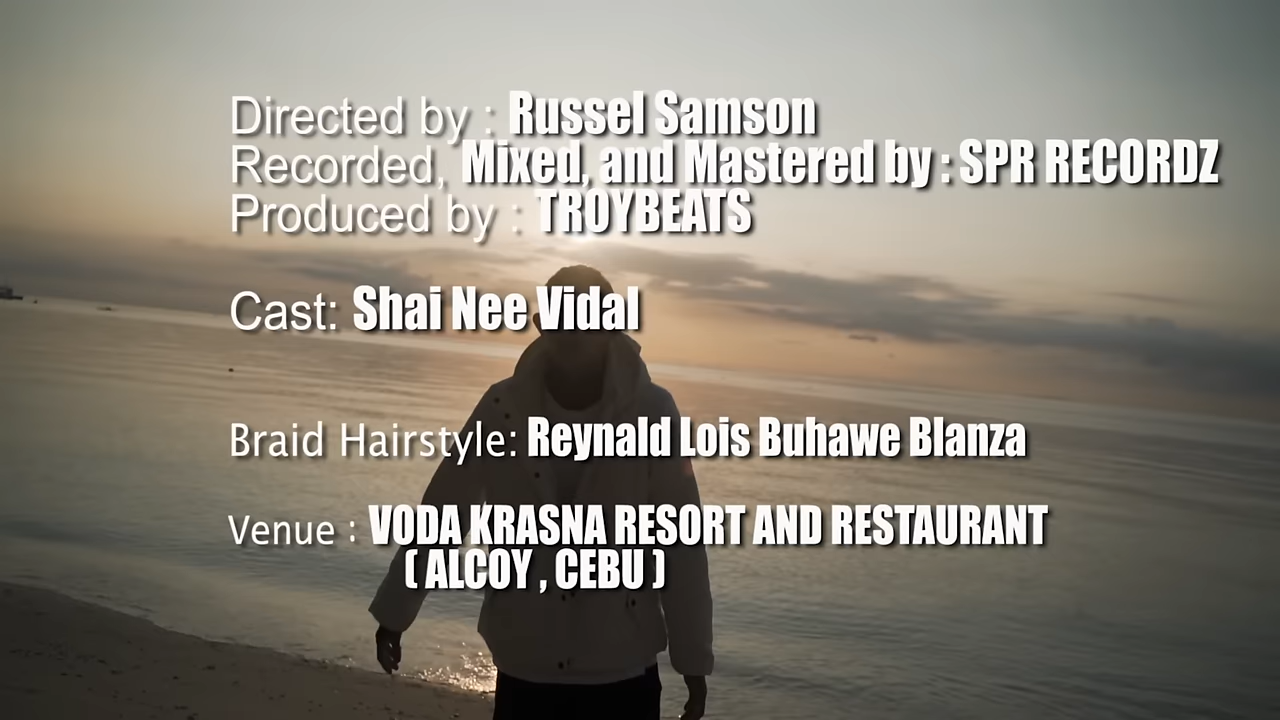 Directed by : Russel Samson
Recorded, Mixed, and Mastered by : SPR RECORDZ
Produced by : TROYBEATS
Cast: Shai Nee Vidal
Braid Hairstyle: Reynald Lois Buhawe Blanza
Venue : VODA KRASNA RESORT AND RESTAURANT
( ALCOY , CEBU )